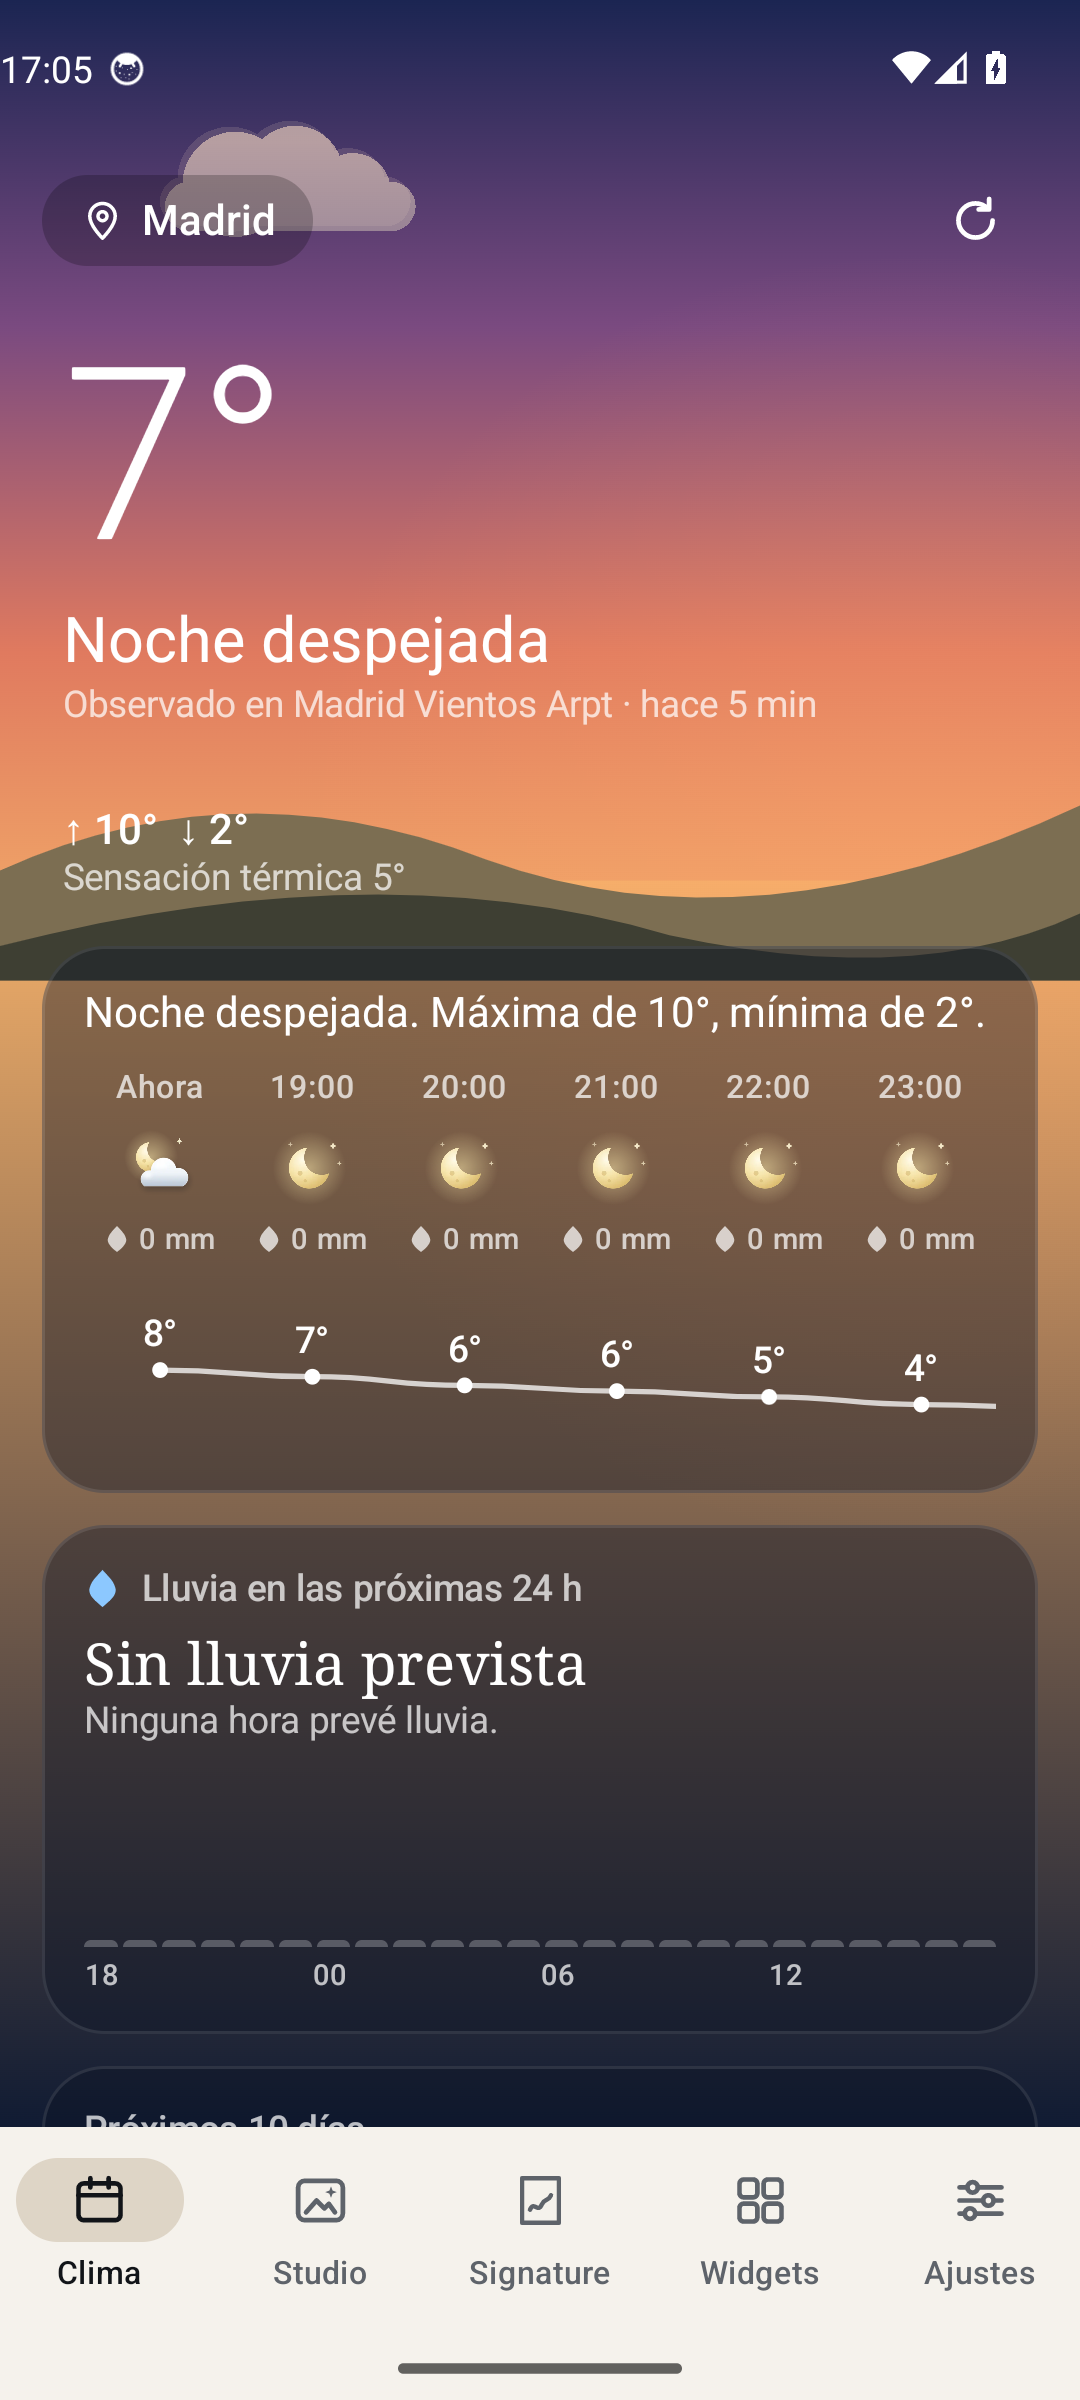 17:05
Madrid
7°
Noche despejada
Observado en Madrid Vientos Arpt · hace 5 min
↑ 10° ↓ 2°
Sensación térmica 5°
Noche despejada. Máxima de 10°, mínima de 2°.
Ahora 19:00 20:00 21:00 22:00 23:00
0 mm 0 mm 0 mm 0 mm 0 mm 0 mm
8° 7° 6° 6° 5° 4°
Lluvia en las próximas 24 h
Sin lluvia prevista
Ninguna hora prevé lluvia.
18 00 06 12
Próximos 10 días
Clima Studio Signature Widgets Ajustes